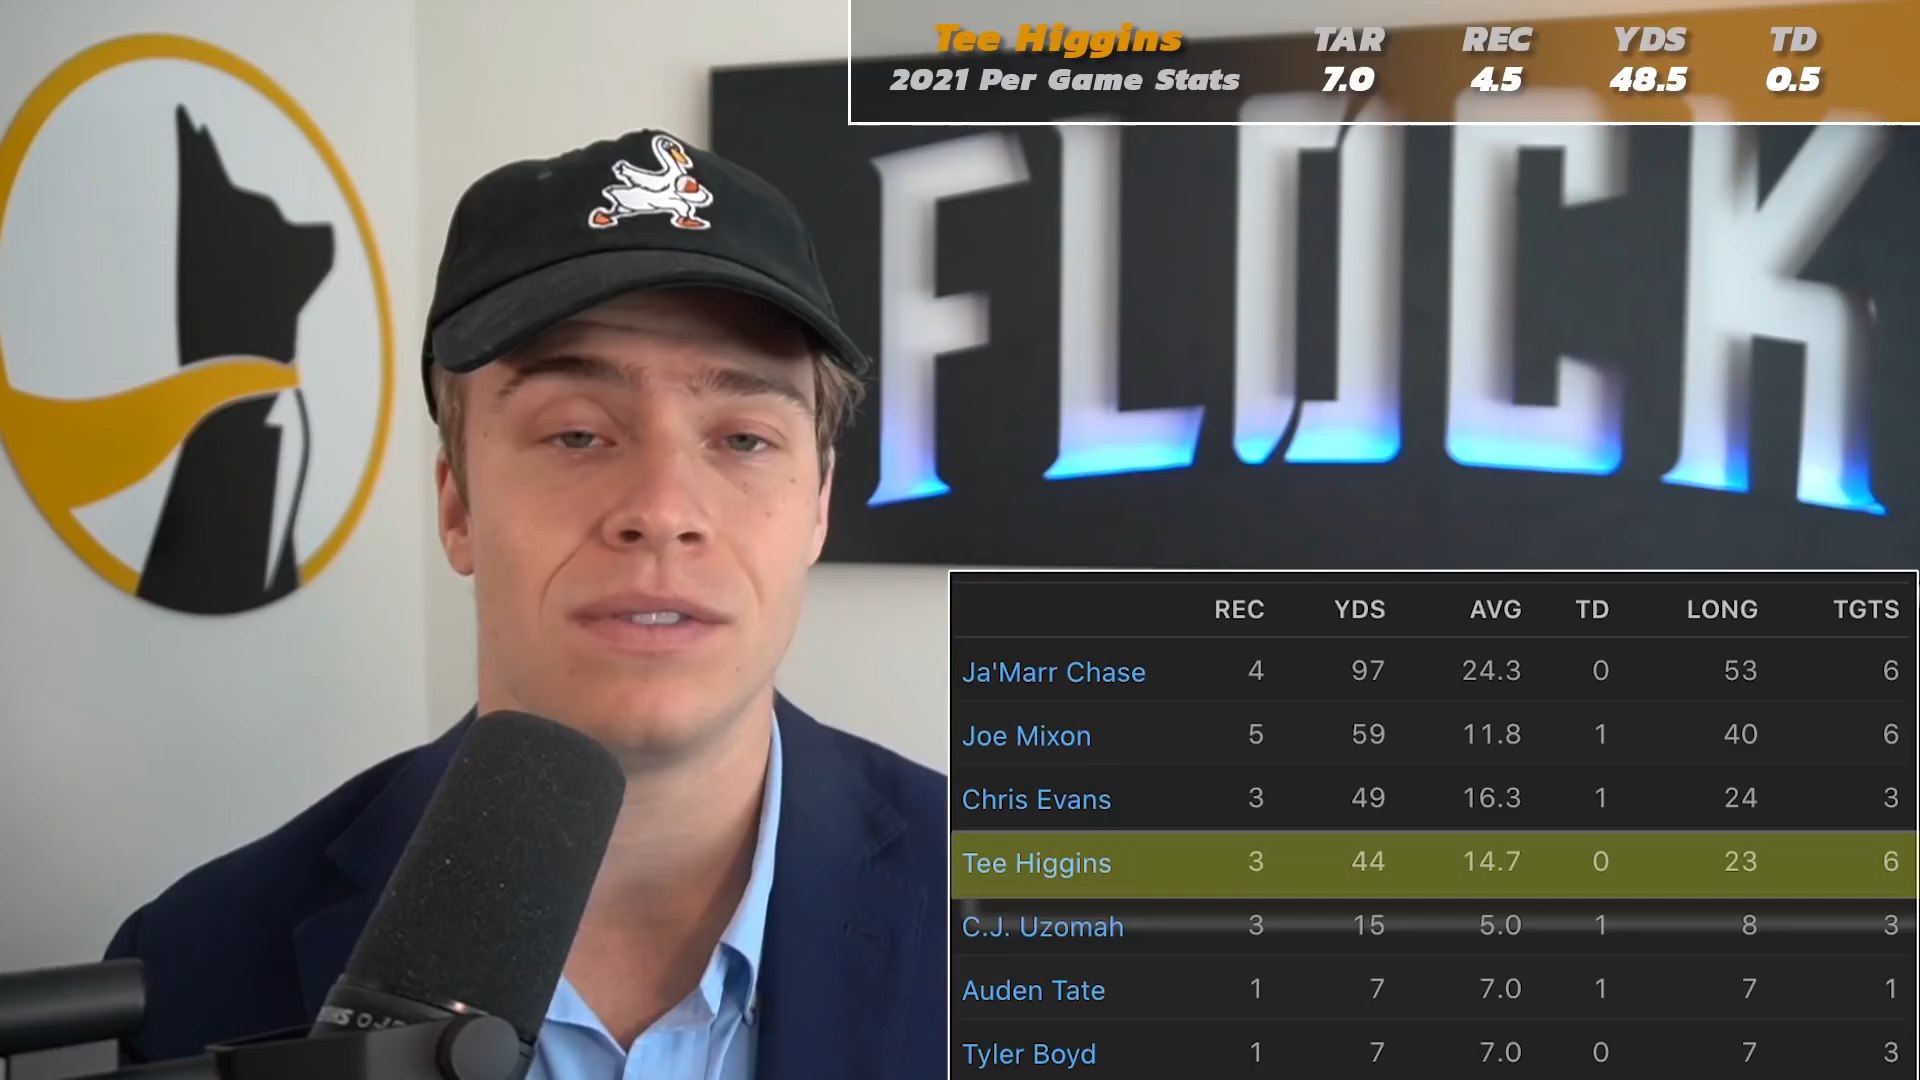 Tee Higgins TAR REC YDS TD
2021 Per Game Stats 7.0 4.5 48.5 0.5
FLOCK
REC YDS AVG TD LONG TGTS
Ja'Marr Chase 4 97 24.3 0 53 6
Joe Mixon 5 59 11.8 1 40 6
Chris Evans 3 49 16.3 1 24 3
Tee Higgins 3 44 14.7 0 23 6
C.J. Uzomah 3 15 5.0 1 8 3
Auden Tate 1 7 7.0 1 7 1
Tyler Boyd 1 7 7.0 0 7 3